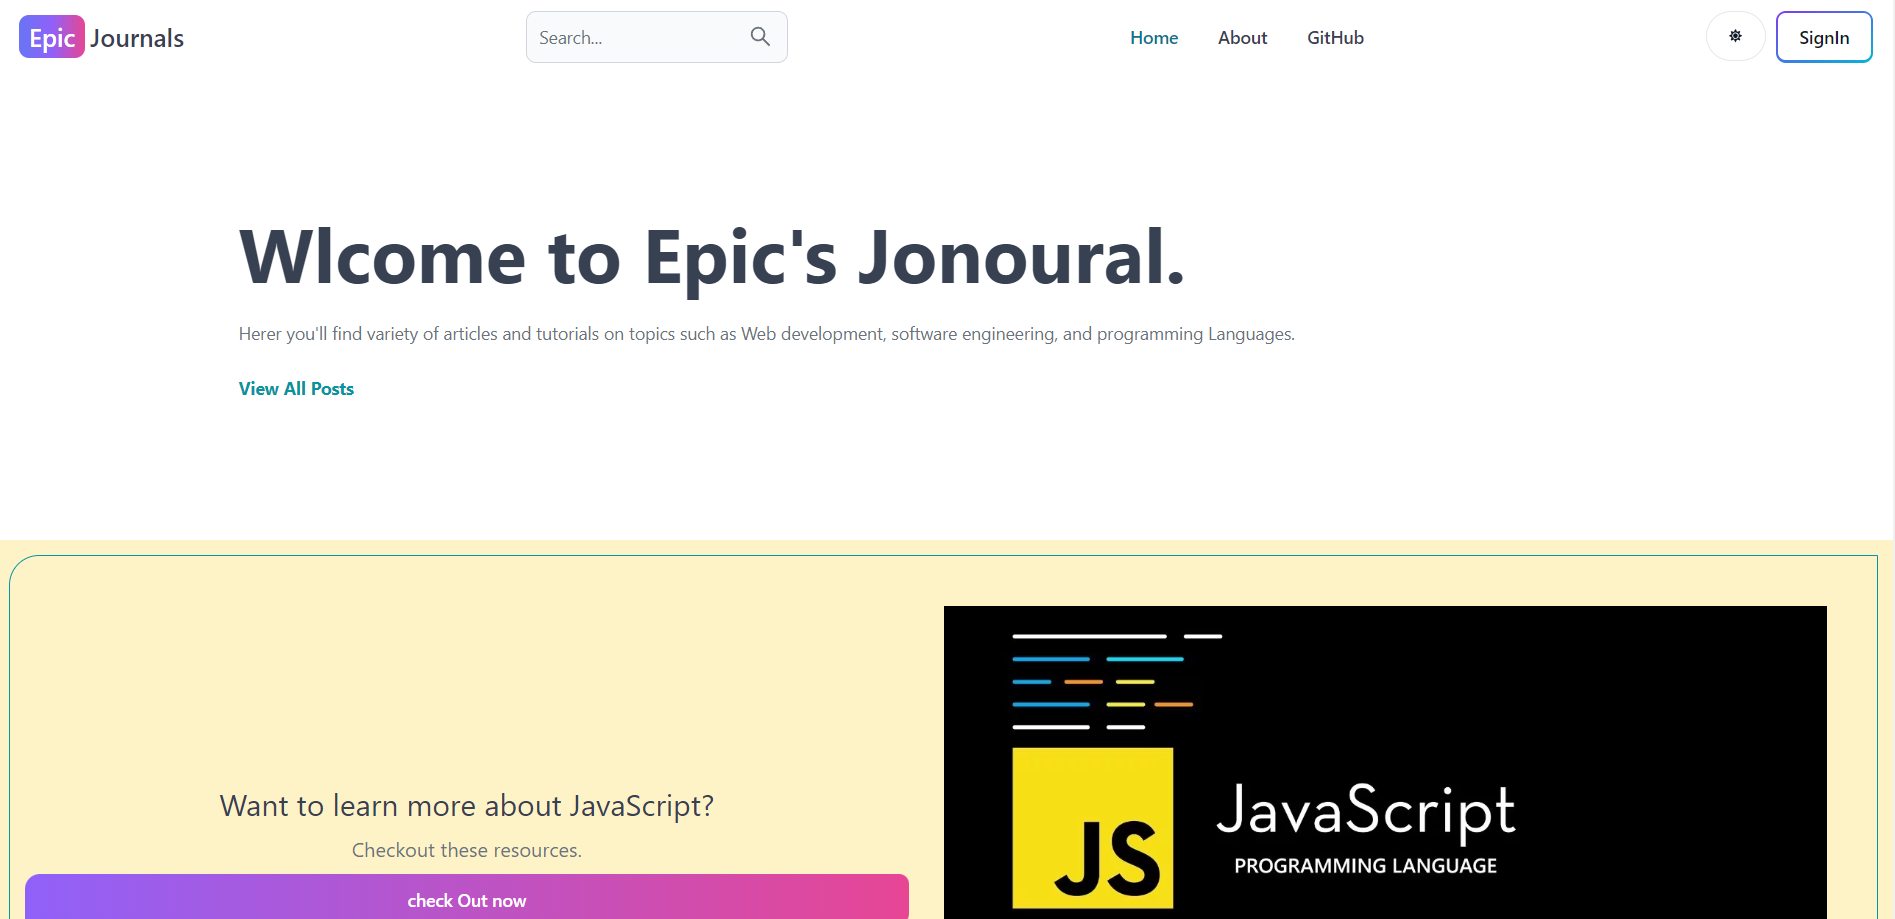 Epic Journals
Search...
Home About GitHub
SignIn
Wlcome to Epic's Jonoural.
Herer you'll find variety of articles and tutorials on topics such as Web development, software engineering, and programming Languages.
View All Posts
Want to learn more about JavaScript?
Checkout these resources.
check Out now
JS
JavaScript
PROGRAMMING LANGUAGE